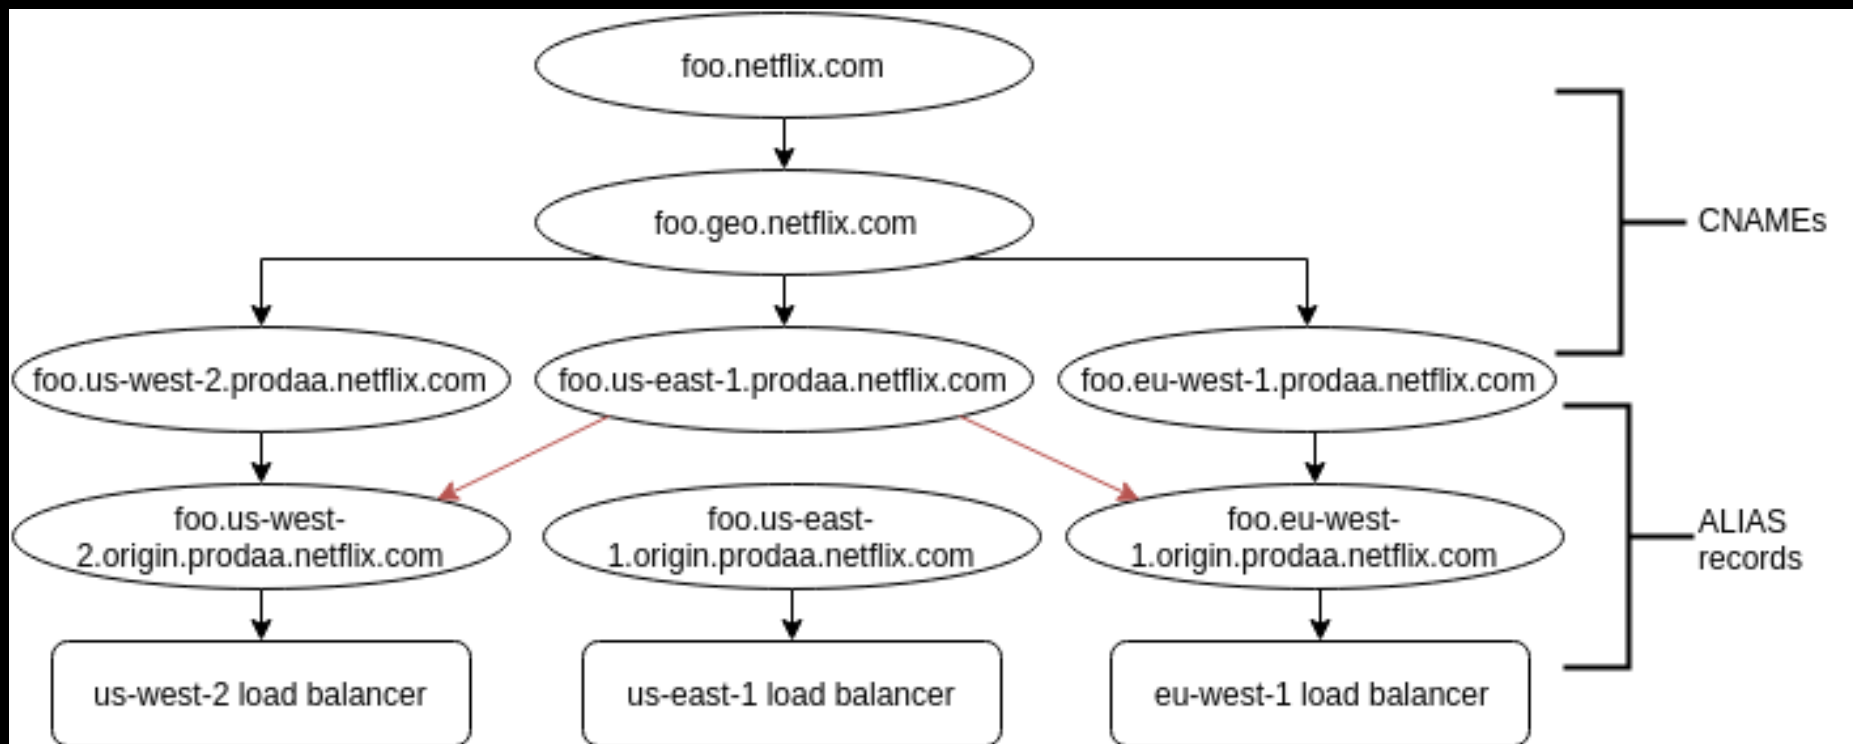 foo.netflix.com
foo.geo.netflix.com
CNAMEs
foo.us-west-2.prodaa.netflix.com
foo.us-east-1.prodaa.netflix.com
foo.eu-west-1.prodaa.netflix.com
foo.us-west-
2.origin.prodaa.netflix.com
foo.us-east-
1.origin.prodaa.netflix.com
foo.eu-west-
1.origin.prodaa.netflix.com
ALIAS
records
us-west-2 load balancer
us-east-1 load balancer
eu-west-1 load balancer